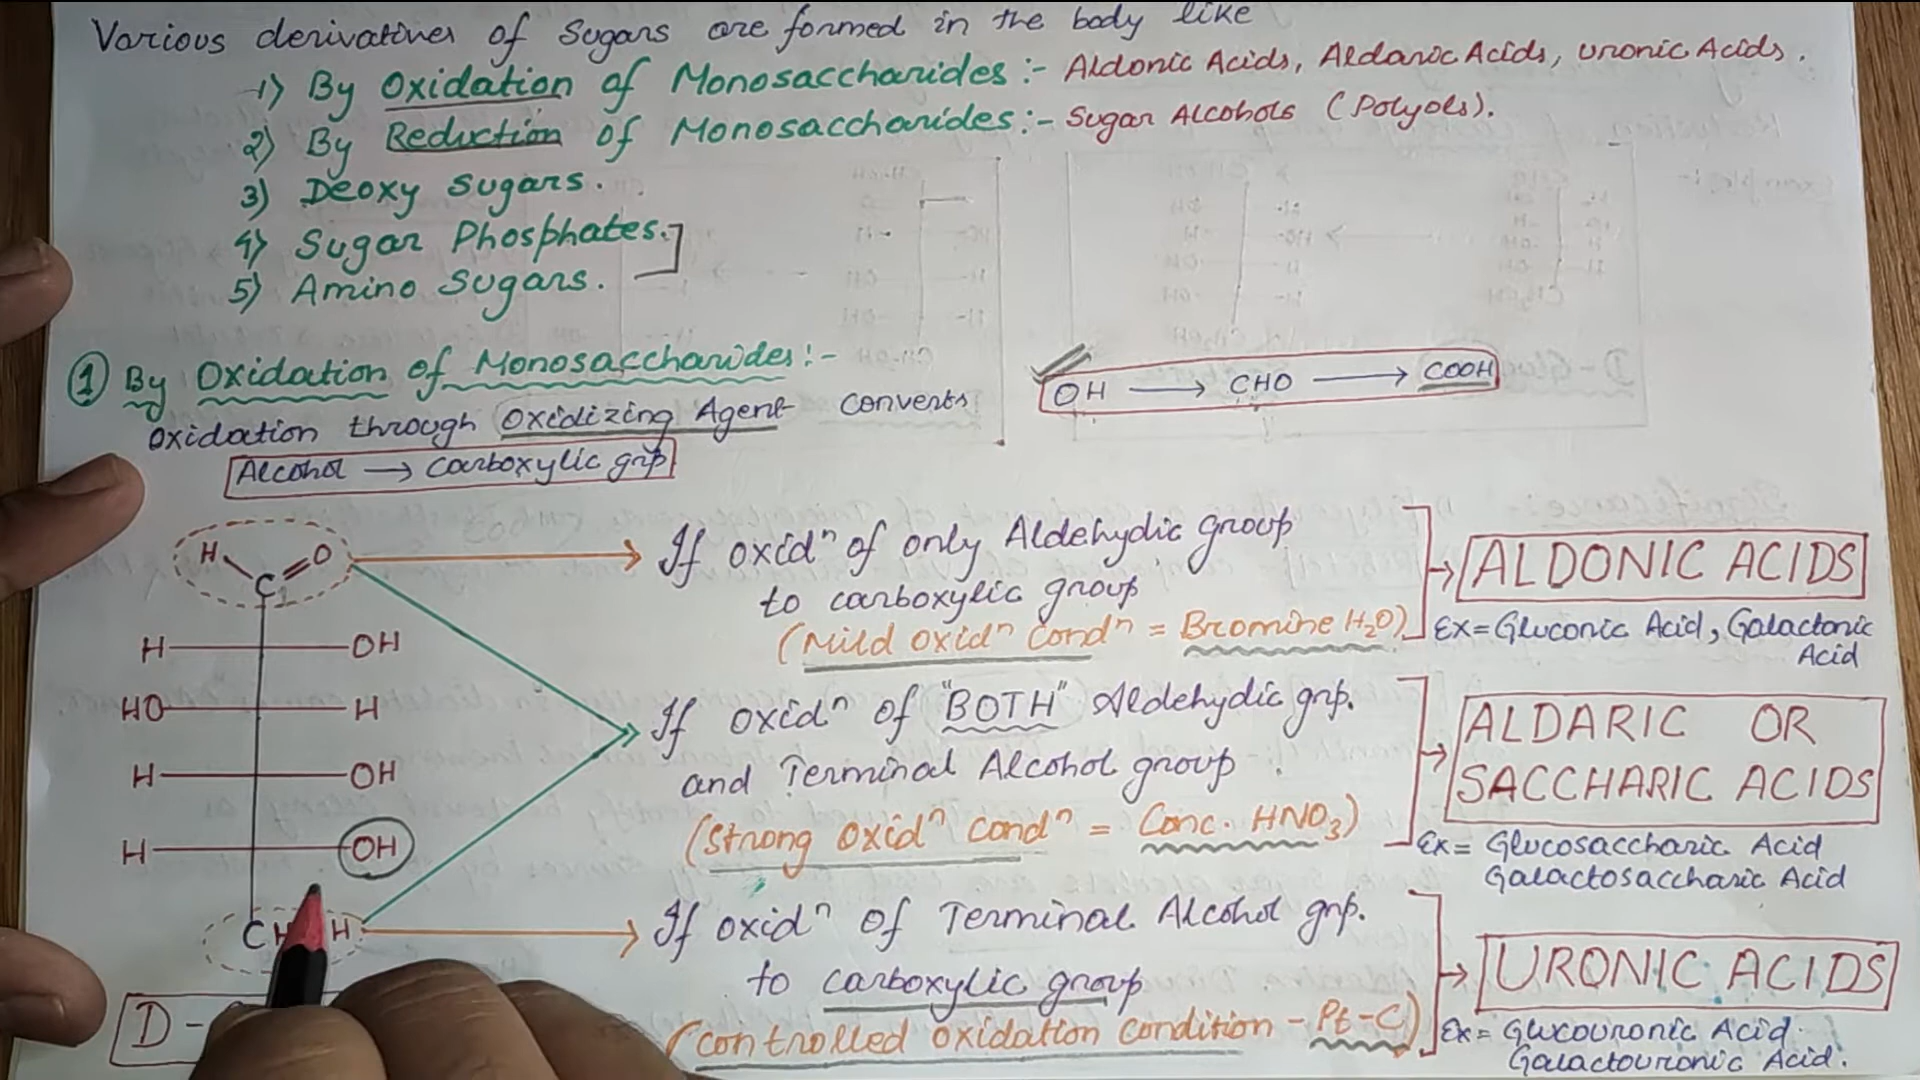 Various derivatives of Sugars are formed in the body like
1) By Oxidation of Monosaccharides :- Aldonic Acids, Aldaric Acids, Uronic Acids.
2) By Reduction of Monosaccharides :- Sugar Alcohols (Polyols).
3) Deoxy Sugars.
4) Sugar Phosphates.
5) Amino Sugars.
① By Oxidation of Monosaccharides :-
OH → CHO → COOH
Oxidation through Oxidizing Agent converts
Alcohol → Carboxylic grp
H O
C
H OH
HO H
H OH
H OH
D-
If oxidⁿ of only Aldehydic group
to carboxylic group
(Mild oxidⁿ condⁿ = Bromine H₂O)
ALDONIC ACIDS
Ex = Gluconic Acid, Galactonic
Acid
If oxidⁿ of "BOTH" Aldehydic grp.
and Terminal Alcohol group
(Strong oxidⁿ condⁿ = Conc. HNO₃)
ALDARIC OR
SACCHARIC ACIDS
Ex = Glucosaccharic Acid
Galactosaccharic Acid
If oxidⁿ of Terminal Alcohol grp.
to carboxylic group
(controlled oxidation condition - Pt-C)
URONIC ACIDS
Ex = Glucouronic Acid.
Galactouronic Acid.